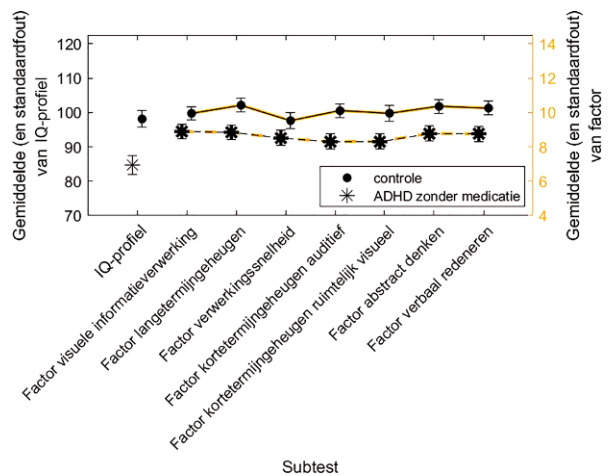 Gemiddelde (en standaardfout)
van IQ-profiel
120
110
100
90
80
70
14
12
10
8
6
4
Gemiddelde (en standaardfout)
van factor
controle
ADHD zonder medicatie
IQ-profiel
Factor visuele informatieverwerking
Factor langetermijngeheugen
Factor verwerkingssnelheid
Factor kortetermijngeheugen auditief
Factor kortetermijngeheugen ruimtelijk visueel
Factor abstract denken
Factor verbaal redeneren
Subtest